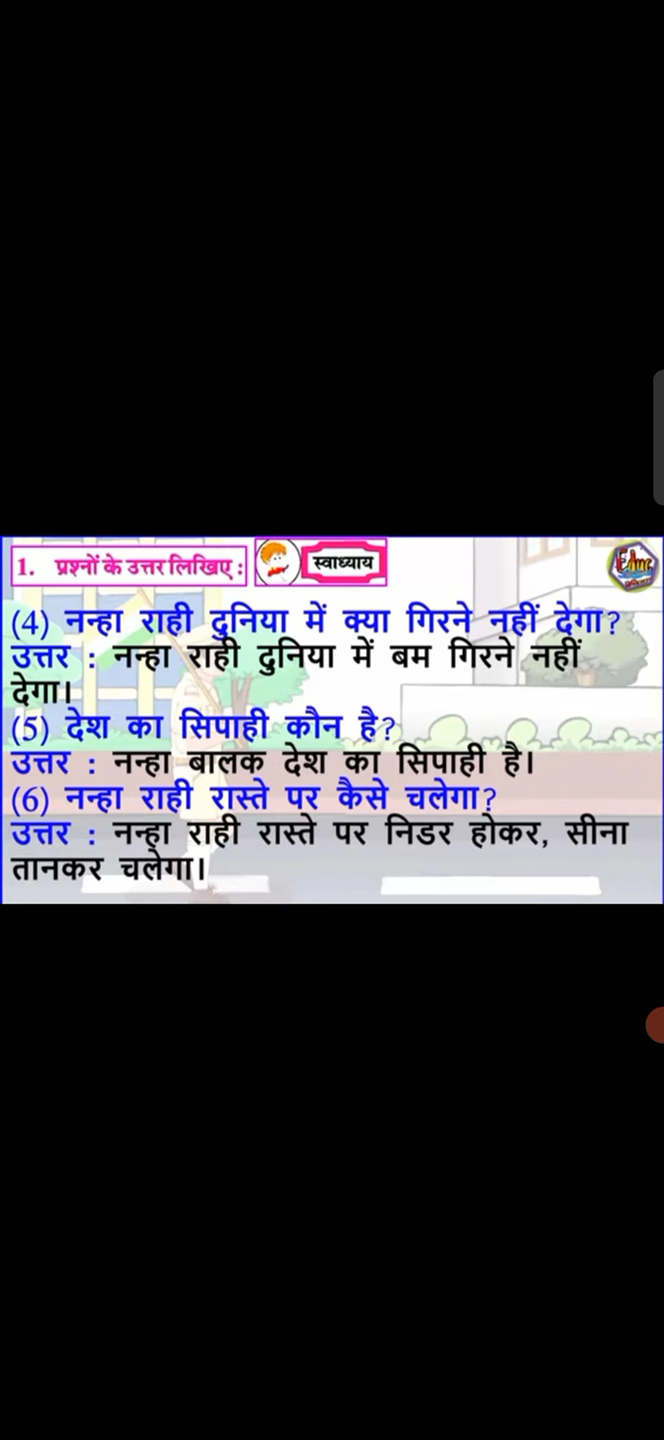 1. प्रश्नों के उत्तर लिखिए :
स्वाध्याय
(4) नन्हा राही दुनिया में क्या गिरने नहीं देगा?
उत्तर : नन्हा राही दुनिया में बम गिरने नहीं
देगा।
(5) देश का सिपाही कौन है?
उत्तर : नन्हा बालक देश का सिपाही है।
(6) नन्हा राही रास्ते पर कैसे चलेगा?
उत्तर : नन्हा राही रास्ते पर निडर होकर, सीना
तानकर चलेगा।